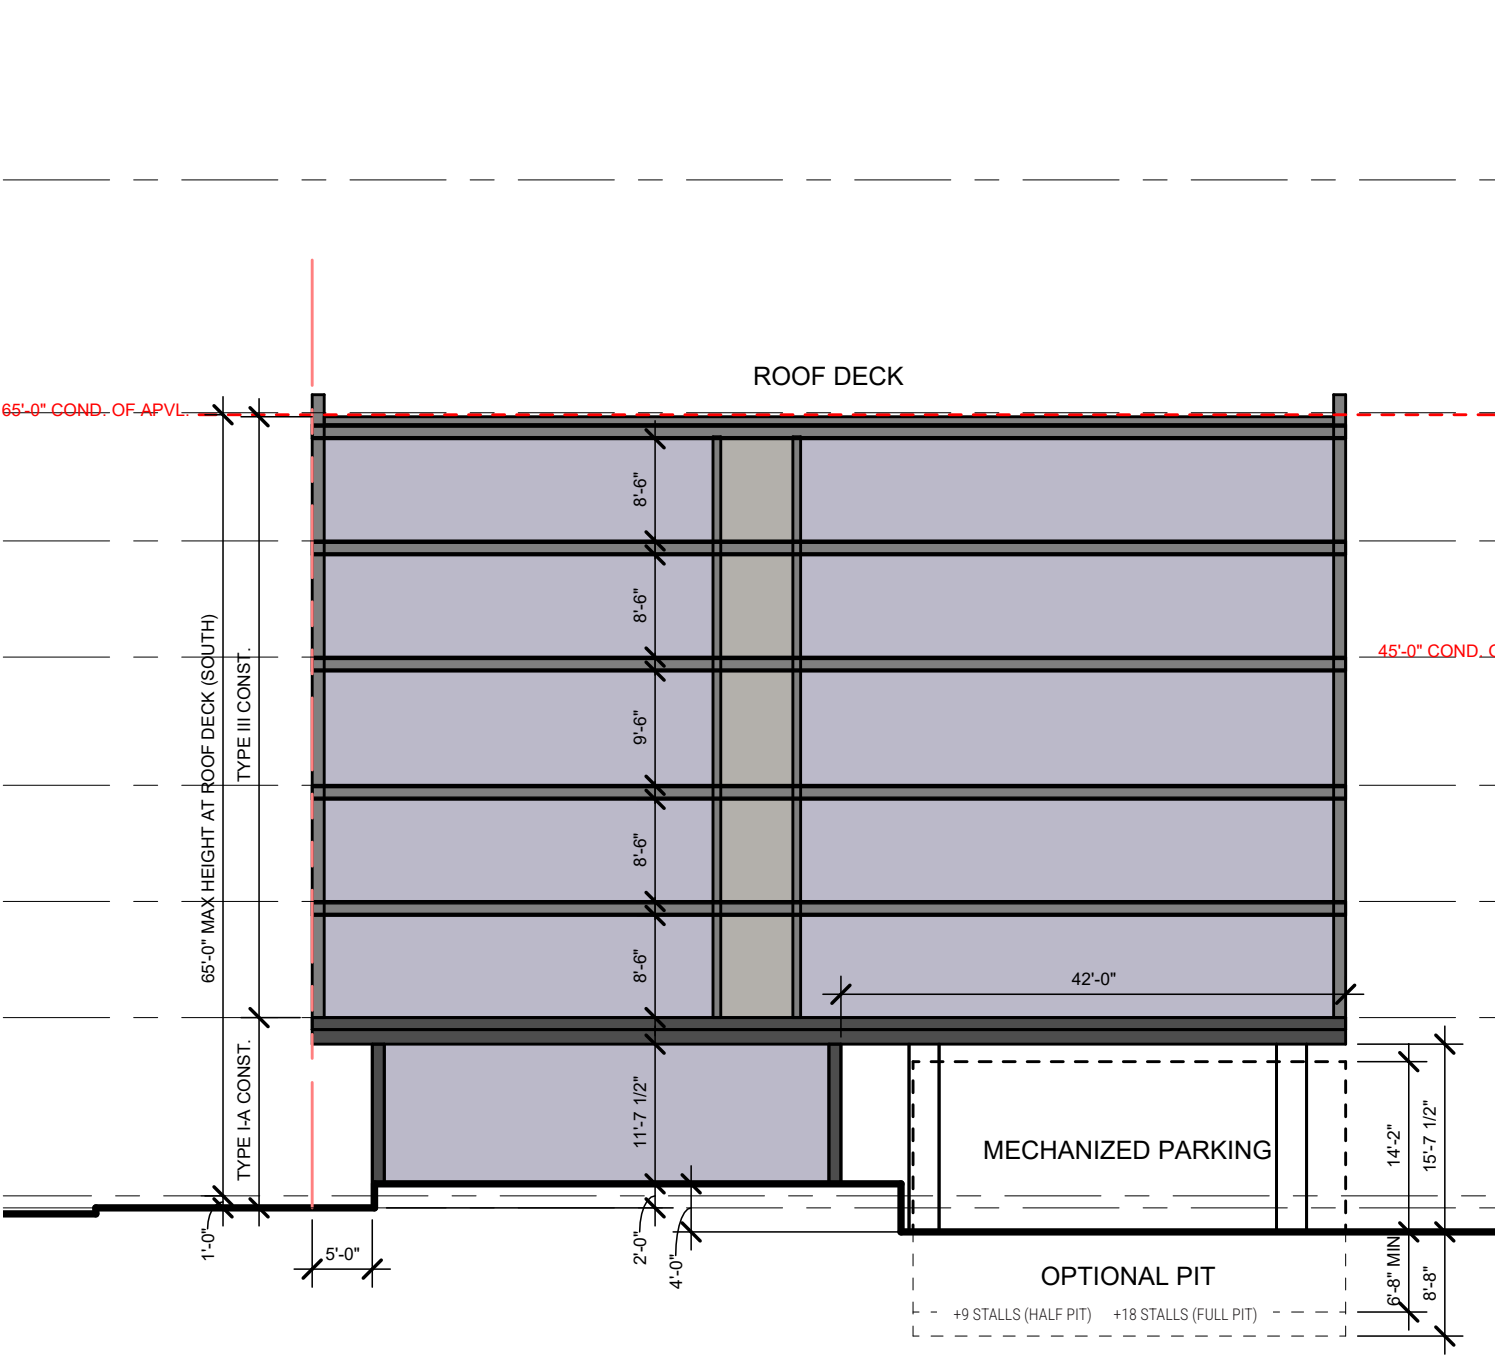 ROOF DECK
65'-0" COND. OF APVL.
8'-6"
8'-6"
65'-0" MAX HEIGHT AT ROOF DECK (SOUTH)
TYPE III CONST.
45'-0" COND.
9'-6"
8'-6"
8'-6"
42'-0"
TYPE I-A CONST.
11'-7 1/2"
MECHANIZED PARKING
14'-2"
15'-7 1/2"
1'-0"
5'-0"
2'-0"
4'-0"
OPTIONAL PIT
6'-8" MIN
8'-8"
+9 STALLS (HALF PIT) +18 STALLS (FULL PIT)